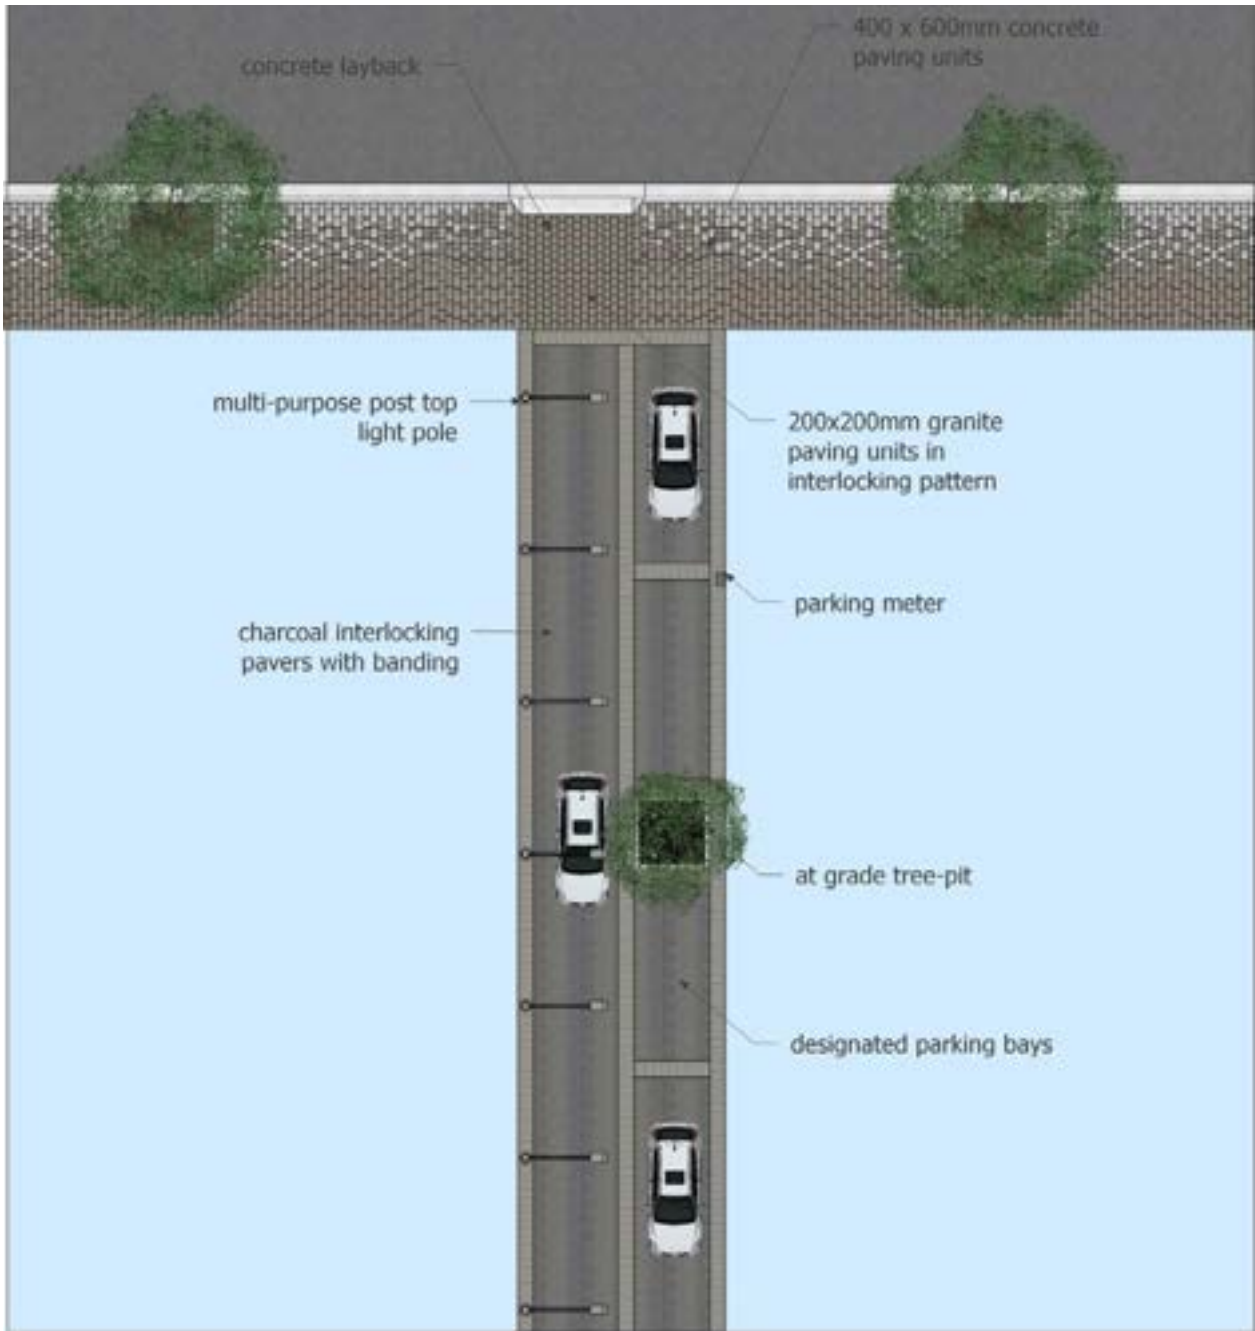 concrete layback
400 x 600mm concrete
paving units
multi-purpose post top
light pole
200x200mm granite
paving units in
interlocking pattern
parking meter
charcoal interlocking
pavers with banding
at grade tree-pit
designated parking bays